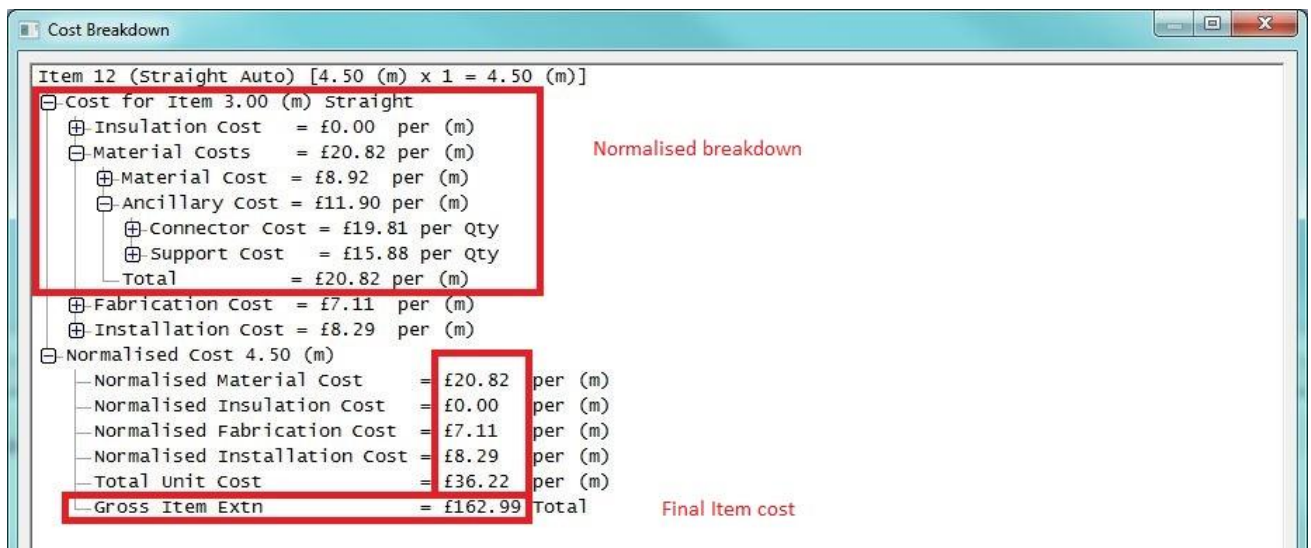 Cost Breakdown
Item 12 (Straight Auto) [4.50 (m) x 1 = 4.50 (m)]
Cost for Item 3.00 (m) Straight
Insulation Cost = £0.00 per (m)
Material Costs = £20.82 per (m)
Normalised breakdown
Material Cost = £8.92 per (m)
Ancillary Cost = £11.90 per (m)
Connector Cost = £19.81 per Qty
Support Cost = £15.88 per Qty
Total = £20.82 per (m)
Fabrication Cost = £7.11 per (m)
Installation Cost = £8.29 per (m)
Normalised Cost 4.50 (m)
Normalised Material Cost = £20.82 per (m)
Normalised Insulation Cost = £0.00 per (m)
Normalised Fabrication Cost = £7.11 per (m)
Normalised Installation Cost = £8.29 per (m)
Total Unit Cost = £36.22 per (m)
Gross Item Extn = £162.99 Total
Final Item cost